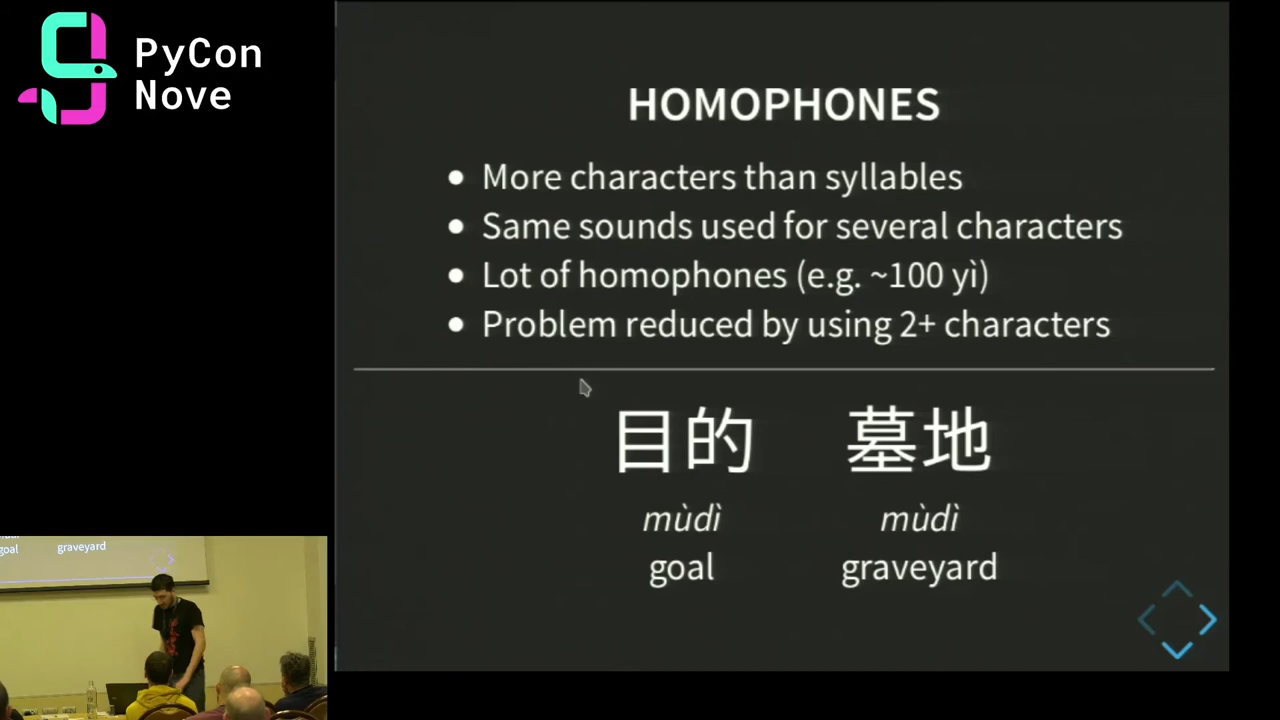 PyCon
Nove
HOMOPHONES
• More characters than syllables
• Same sounds used for several characters
• Lot of homophones (e.g. ~100 yì)
• Problem reduced by using 2+ characters
目的 墓地
mùdì mùdì
goal graveyard
goal graveyard